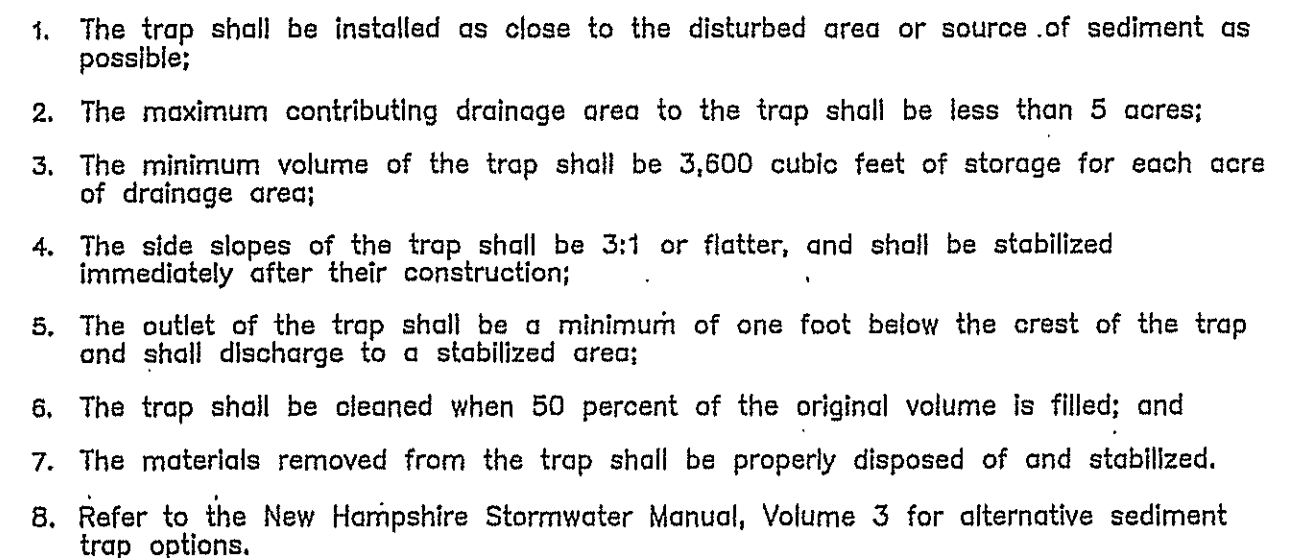 1. The trap shall be installed as close to the disturbed area or source of sediment as
possible;
2. The maximum contributing drainage area to the trap shall be less than 5 acres;
3. The minimum volume of the trap shall be 3,600 cubic feet of storage for each acre
of drainage area;
4. The side slopes of the trap shall be 3:1 or flatter, and shall be stabilized
immediately after their construction;
5. The outlet of the trap shall be a minimum of one foot below the crest of the trap
and shall discharge to a stabilized area;
6. The trap shall be cleaned when 50 percent of the original volume is filled; and
7. The materials removed from the trap shall be properly disposed of and stabilized.
8. Refer to the New Hampshire Stormwater Manual, Volume 3 for alternative sediment
trap options.